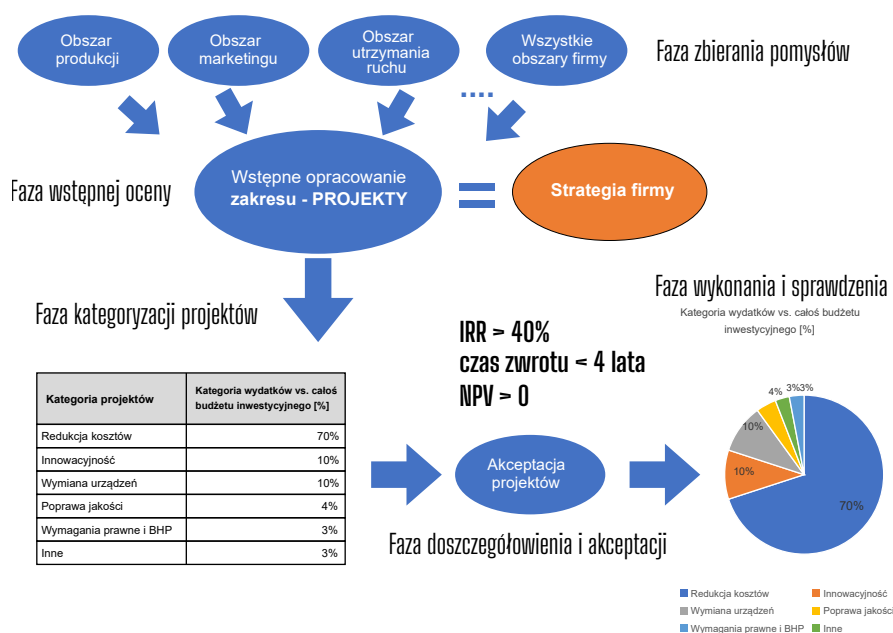 Obszar
produkcji
Obszar
marketingu
Obszar
utrzymania
ruchu
....
Wszystkie
obszary firmy
Faza zbierania pomysłów
Faza wstępnej oceny
Wstępne opracowanie
zakresu - PROJEKTY
Strategia firmy
Faza kategoryzacji projektów
IRR > 40%
czas zwrotu < 4 lata
NPV > 0
Faza wykonania i sprawdzenia
Kategoria wydatków vs. całoś budżetu
inwestycyjnego [%]
Kategoria projektów
Kategoria wydatków vs. całoś
budżetu inwestycyjnego [%]
Redukcja kosztów 70%
Innowacyjność 10%
Wymiana urządzeń 10%
Poprawa jakości 4%
Wymagania prawne i BHP 3%
Inne 3%
Akceptacja
projektów
Faza doszczegółowienia i akceptacji
4% 3% 3%
10%
10%
70%
Redukcja kosztów Innowacyjność
Wymiana urządzeń Poprawa jakości
Wymagania prawne i BHP Inne